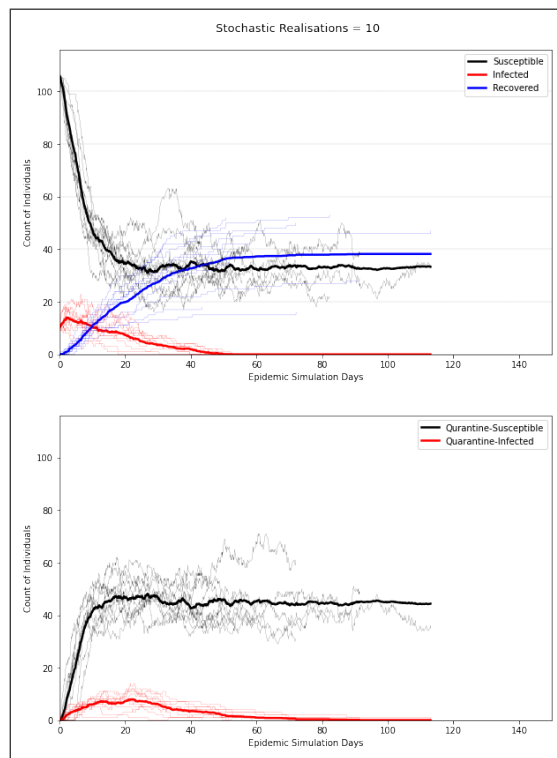 Stochastic Realisations = 10
Susceptible
Infected
Recovered
100
80
60
40
20
0
Count of Individuals
0 20 40 60 80 100 120 140
Epidemic Simulation Days
Qurantine-Susceptible
Quarantine-Infected
100
80
60
40
20
0
Count of Individuals
0 20 40 60 80 100 120 140
Epidemic Simulation Days